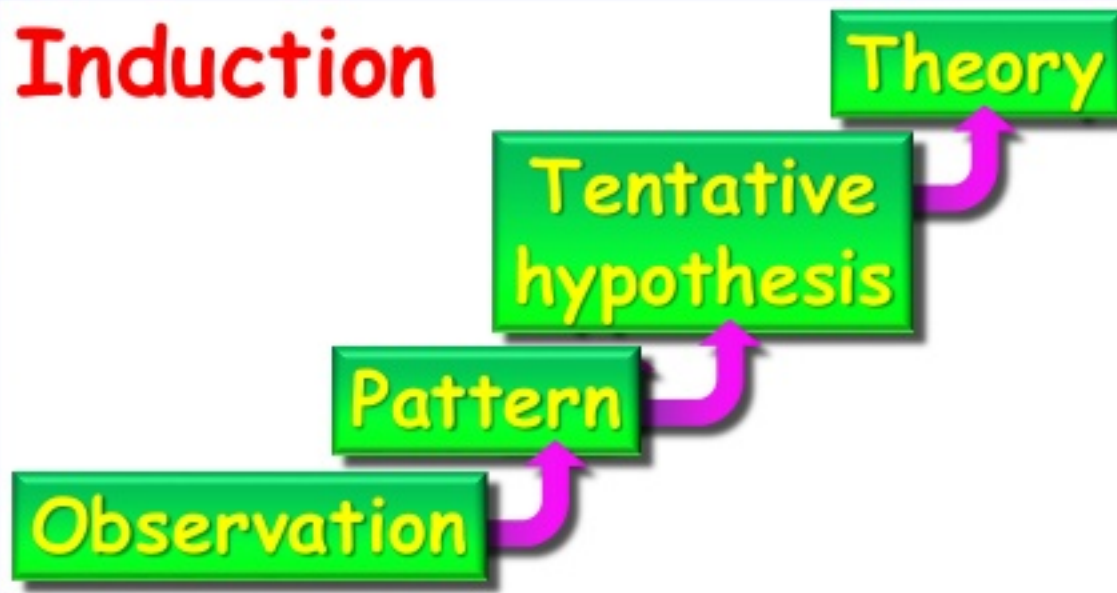 Induction
Theory
Tentative
hypothesis
Pattern
Observation